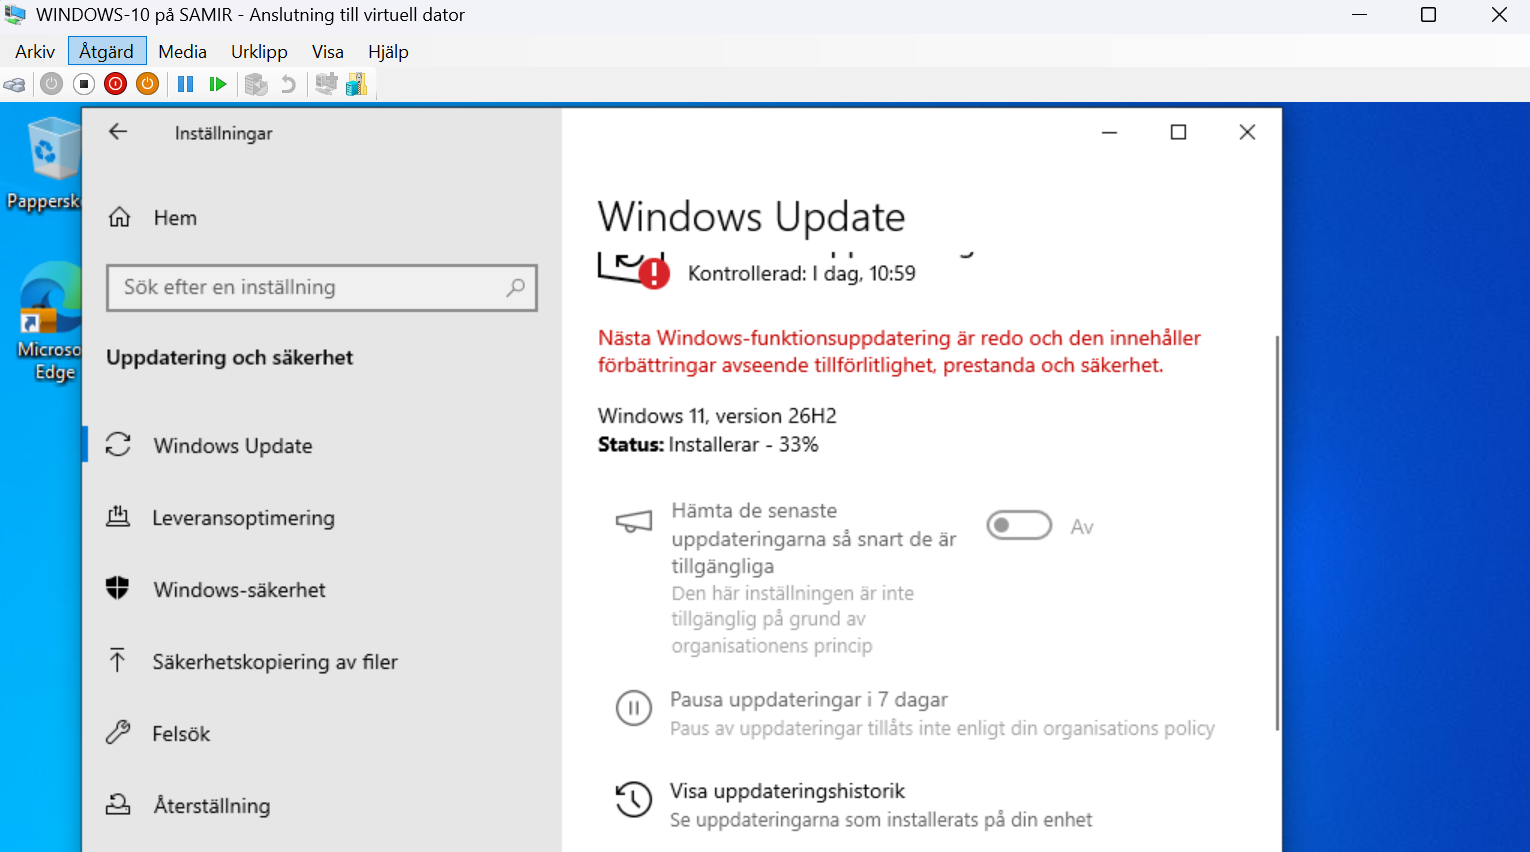 WINDOWS-10 på SAMIR - Anslutning till virtuell dator
Arkiv Åtgärd Media Urklipp Visa Hjälp
Inställningar
Hem
Sök efter en inställning
Uppdatering och säkerhet
Windows Update
Leveransoptimering
Windows-säkerhet
Säkerhetskopiering av filer
Felsök
Återställning
Microso
Edge
Windows Update
Kontrollerad: I dag, 10:59
Nästa Windows-funktionsuppdatering är redo och den innehåller
förbättringar avseende tillförlitlighet, prestanda och säkerhet.
Windows 11, version 26H2
Status: Installerar - 33%
Hämta de senaste
uppdateringarna så snart de är
tillgängliga
Av
Den här inställningen är inte
tillgänglig på grund av
organisationens princip
Pausa uppdateringar i 7 dagar
Paus av uppdateringar tillåts inte enligt din organisations policy
Visa uppdateringshistorik
Se uppdateringarna som installerats på din enhet